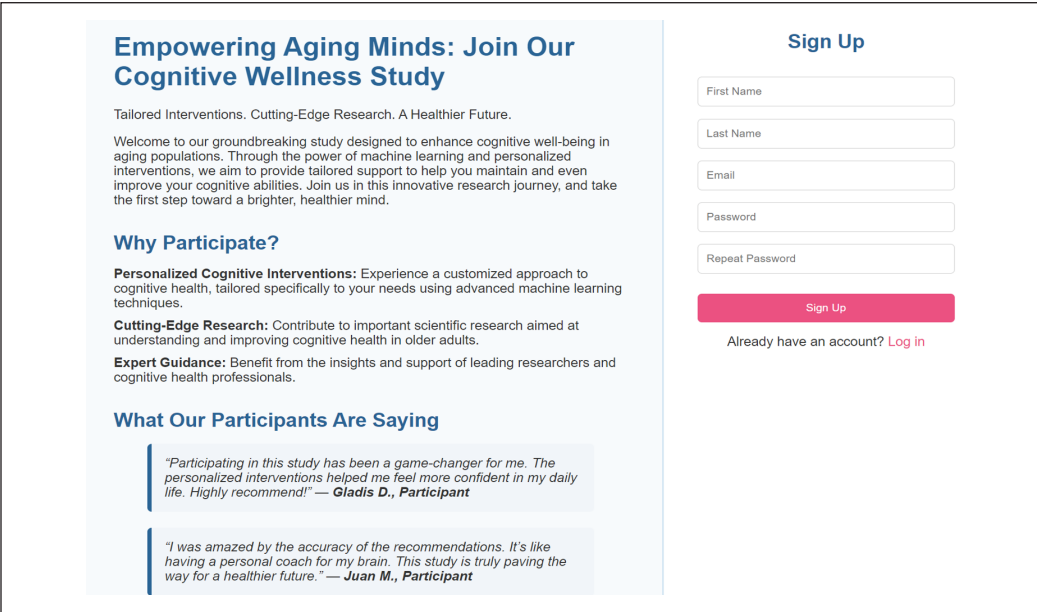 Empowering Aging Minds: Join Our
Cognitive Wellness Study
Tailored Interventions. Cutting-Edge Research. A Healthier Future.
Welcome to our groundbreaking study designed to enhance cognitive well-being in
aging populations. Through the power of machine learning and personalized
interventions, we aim to provide tailored support to help you maintain and even
improve your cognitive abilities. Join us in this innovative research journey, and take
the first step toward a brighter, healthier mind.
Why Participate?
Personalized Cognitive Interventions: Experience a customized approach to
cognitive health, tailored specifically to your needs using advanced machine learning
techniques.
Cutting-Edge Research: Contribute to important scientific research aimed at
understanding and improving cognitive health in older adults.
Expert Guidance: Benefit from the insights and support of leading researchers and
cognitive health professionals.
What Our Participants Are Saying
“Participating in this study has been a game-changer for me. The
personalized interventions helped me feel more confident in my daily
life. Highly recommend!” — Gladis D., Participant
“I was amazed by the accuracy of the recommendations. It’s like
having a personal coach for my brain. This study is truly paving the
way for a healthier future.” — Juan M., Participant
Sign Up
First Name
Last Name
Email
Password
Repeat Password
Sign Up
Already have an account? Log in